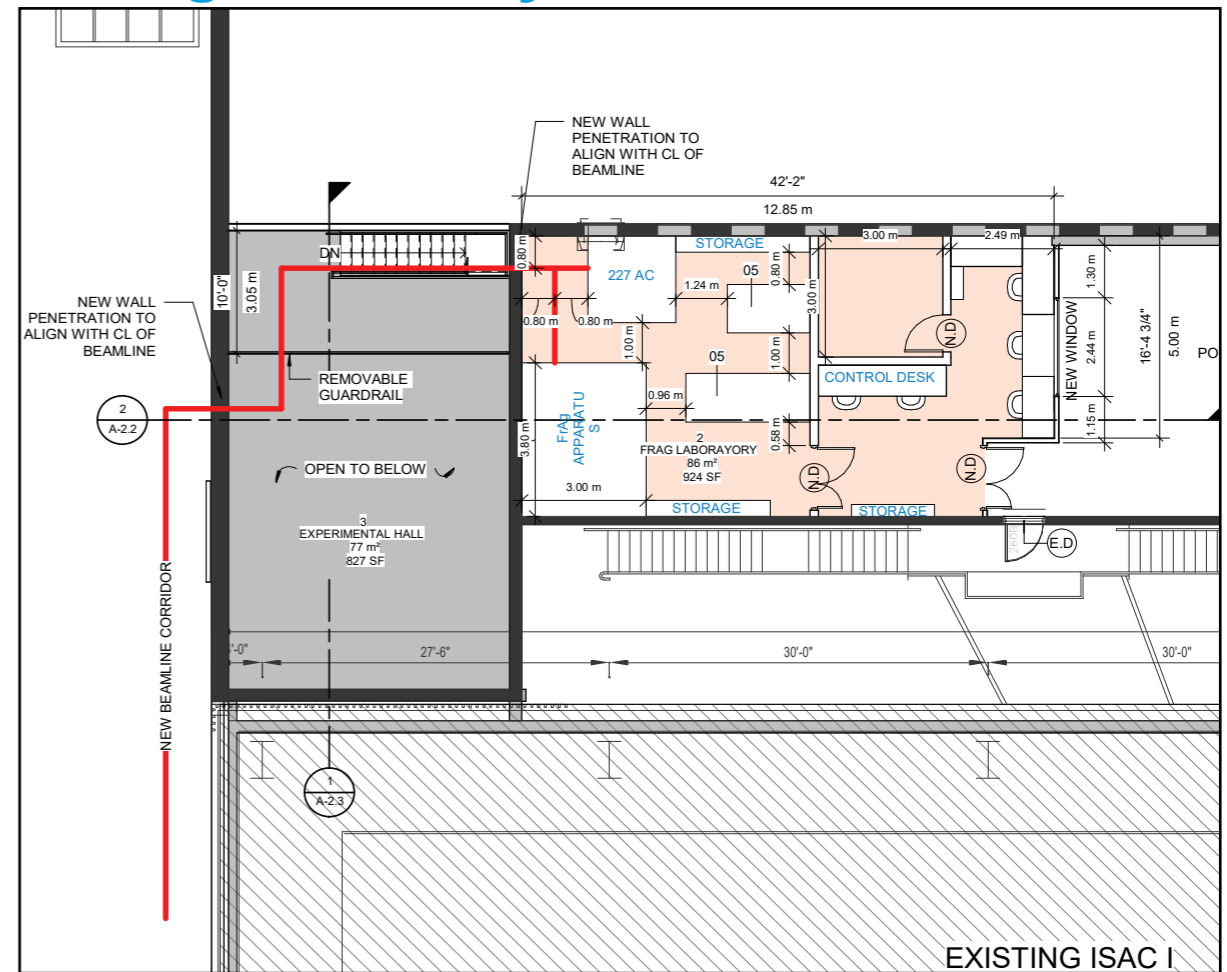 NEW WALL
PENETRATION TO
ALIGN WITH CL OF
BEAMLINE
42'-2"
12.85 m
DN
0.80 m
STORAGE
3.00 m
2.49 m
10'-0"
3.05 m
227 AC
05
0.80 m
1.24 m
3.00 m
N.D
1.30 m
NEW WALL
PENETRATION TO
ALIGN WITH CL OF
BEAMLINE
0.80 m
0.80 m
1.00 m
1.00 m
NEW WINDOW
2.44 m
16'-4 3/4"
5.00 m
PO
REMOVABLE
GUARDRAIL
05
CONTROL DESK
2
A-2.2
0.96 m
FrAg
APPARATU
S
3.80 m
0.58 m
1.15 m
OPEN TO BELOW
2
FRAG LABORAYORY
86 m²
924 SF
N.D
N.D
3.00 m
STORAGE
STORAGE
3
EXPERIMENTAL HALL
77 m²
827 SF
2608
E.D
NEW BEAMLINE CORRIDOR
'-0"
27'-6"
30'-0"
30'-0"
1
A-2.3
EXISTING ISAC I